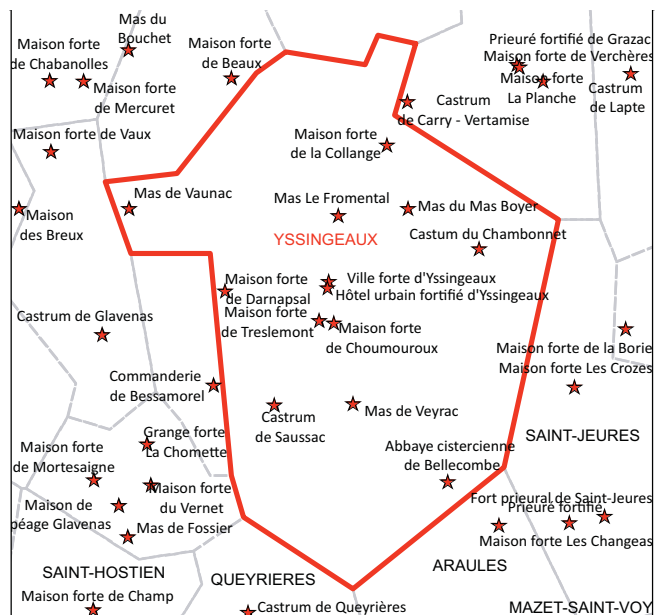 Mas du
Bouchet
Maison forte
de Chabanolles
Maison forte
de Mercuret
Maison forte
de Beaux
Prieuré fortifié de Grazac
Maison forte de Verchères
Maison forte
La Planche
Castrum
de Lapte
Castrum
de Carry - Vertamise
Maison forte de Vaux
Maison forte
de la Collange
Mas de Vaunac
Mas Le Fromental
Mas du Mas Boyer
Maison
des Breux
YSSINGEAUX
Castum du Chambonnet
Maison forte
de Darnapsal
Ville forte d'Yssingeaux
Hôtel urbain fortifié d'Yssingeaux
Castrum de Glavenas
Maison forte
de Treslemont
Maison forte
de Choumouroux
Maison forte de la Borie
Maison forte Les Crozes
Commanderie
de Bessamorel
Castrum
de Saussac
Mas de Veyrac
SAINT-JEURES
Grange forte
La Chomette
Maison forte
de Mortesaigne
Abbaye cistercienne
de Bellecombe
Maison forte
du Vernet
Maison de
péage Glavenas
Mas de Fossier
Fort prieural de Saint-Jeures
Prieuré fortifié
Maison forte Les Changeas
SAINT-HOSTIEN
QUEYRIERES
ARAULES
Maison forte de Champ
Castrum de Queyrières
MAZET-SAINT-VOY